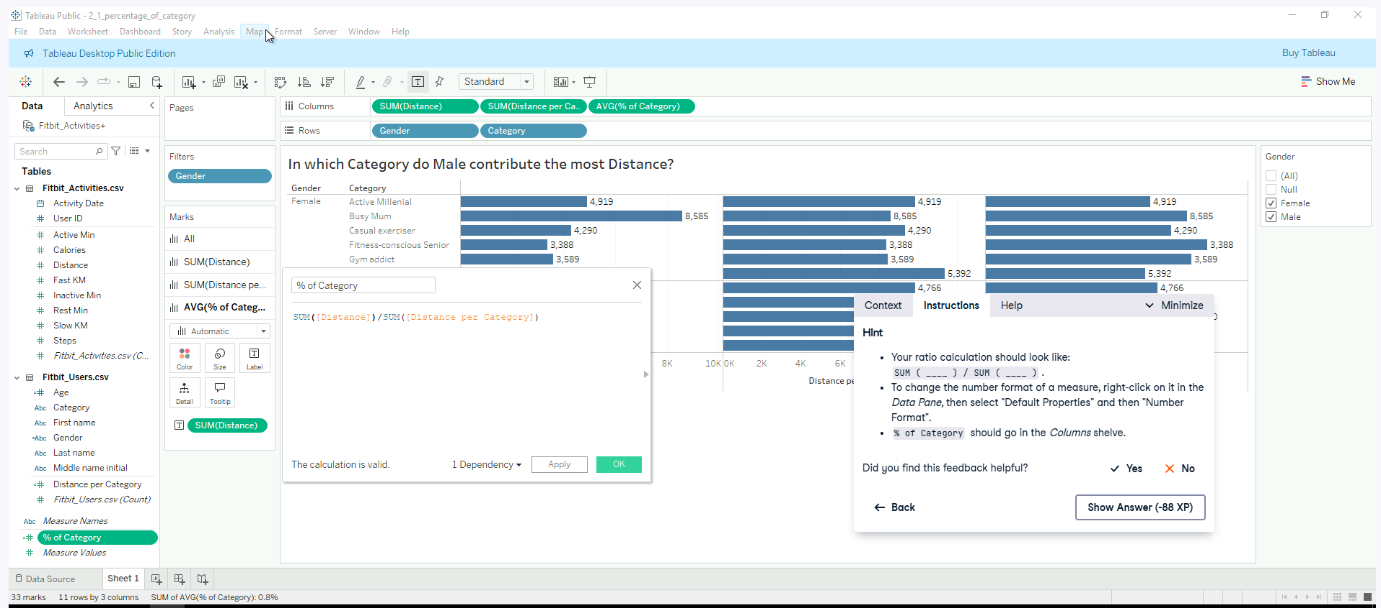 Tableau Public - 2_1_percentage_of_category
File Data Worksheet Dashboard Story Analysis Map Format Server Window Help
Tableau Desktop Public Edition Buy Tableau
Standard Show Me
Data Analytics Pages Columns SUM(Distance) SUM(Distance per Ca.. AVG(% of Category)
Fitbit_Activities+ Rows Gender Category
Search
Filters
Gender
Tables
Fitbit_Activities.csv
Activity Date
User ID
Active Min
Calories
Distance
Fast KM
Inactive Min
Rest Min
Slow KM
Steps
Fitbit_Activities.csv (C...
Fitbit_Users.csv
Age
Abc Category
Abc First name
Abc Gender
Abc Last name
Abc Middle name initial
Distance per Category
Fitbit_Users.csv (Count)
Abc Measure Names
% of Category
Measure Values
Marks
All
SUM(Distance)
SUM(Distance pe...
AVG(% of Categ...
Automatic
Color Size Label
Detail Tooltip
SUM(Distance)
In which Category do Male contribute the most Distance?
Gender Category
Female Active Millenial 4,919 4,919 4,919
Busy Mum 8,585 8,585 8,585
Casual exerciser 4,290 4,290 4,290
Fitness-conscious Senior 3,388 3,388 3,388
Gym addict 3,589 3,589 3,589
5,392 5,392
4,766 4,766
8K 10K 0K 2K 4K 6K
Distance pe
% of Category
SUM([Distance])/SUM([Distance per Category])
The calculation is valid. 1 Dependency Apply OK
Context Instructions Help Minimize
Hint
• Your ratio calculation should look like:
SUM ( ____ ) / SUM ( ____ ) .
• To change the number format of a measure, right-click on it in the
Data Pane, then select "Default Properties" and then "Number
Format".
• % of Category should go in the Columns shelve.
Did you find this feedback helpful? Yes No
Back Show Answer (-88 XP)
Gender
(All)
Null
Female
Male
Data Source Sheet 1
33 marks 11 rows by 3 columns SUM of AVG(% of Category): 0.8%